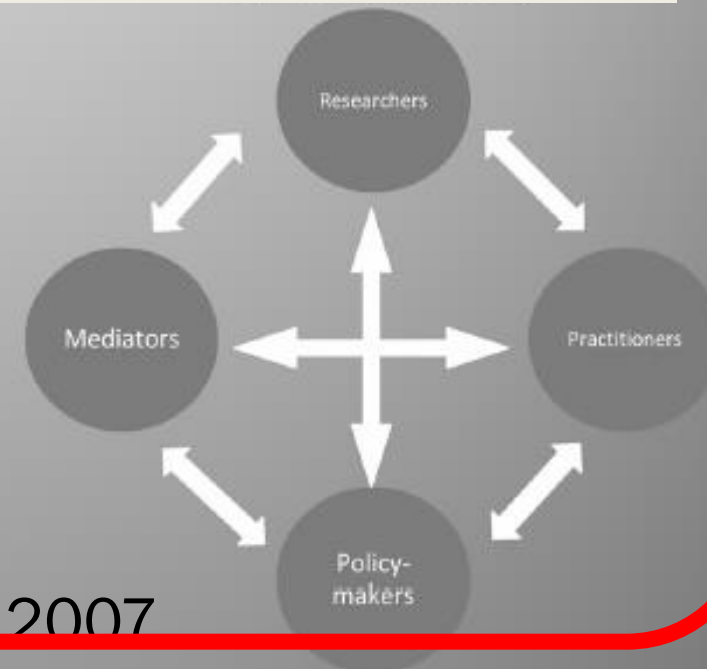 Researchers
Mediators
Practitioners
Policy-
makers
2007